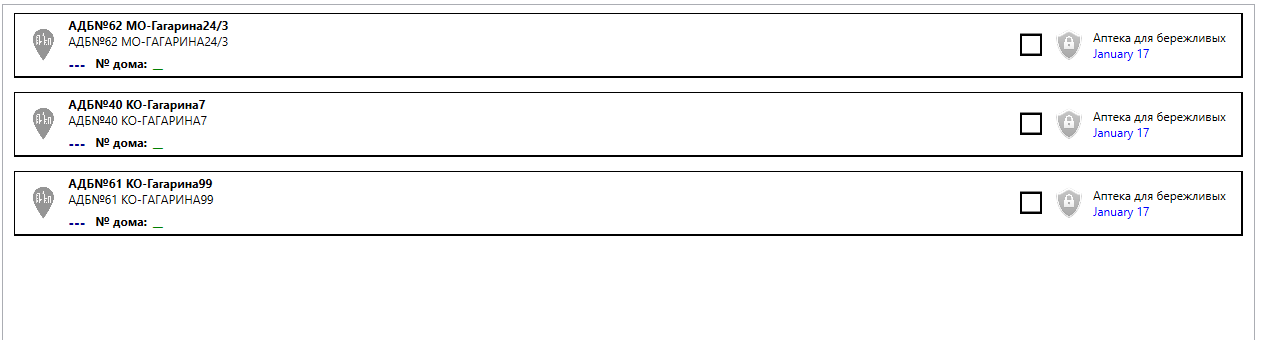 АДБ№62 МО-Гагарина24/3
АДБ№62 МО-ГАГАРИНА24/3
--- № дома: __
Аптека для бережливых
January 17
АДБ№40 КО-Гагарина7
АДБ№40 КО-ГАГАРИНА7
--- № дома: __
Аптека для бережливых
January 17
АДБ№61 КО-Гагарина99
АДБ№61 КО-ГАГАРИНА99
--- № дома: __
Аптека для бережливых
January 17